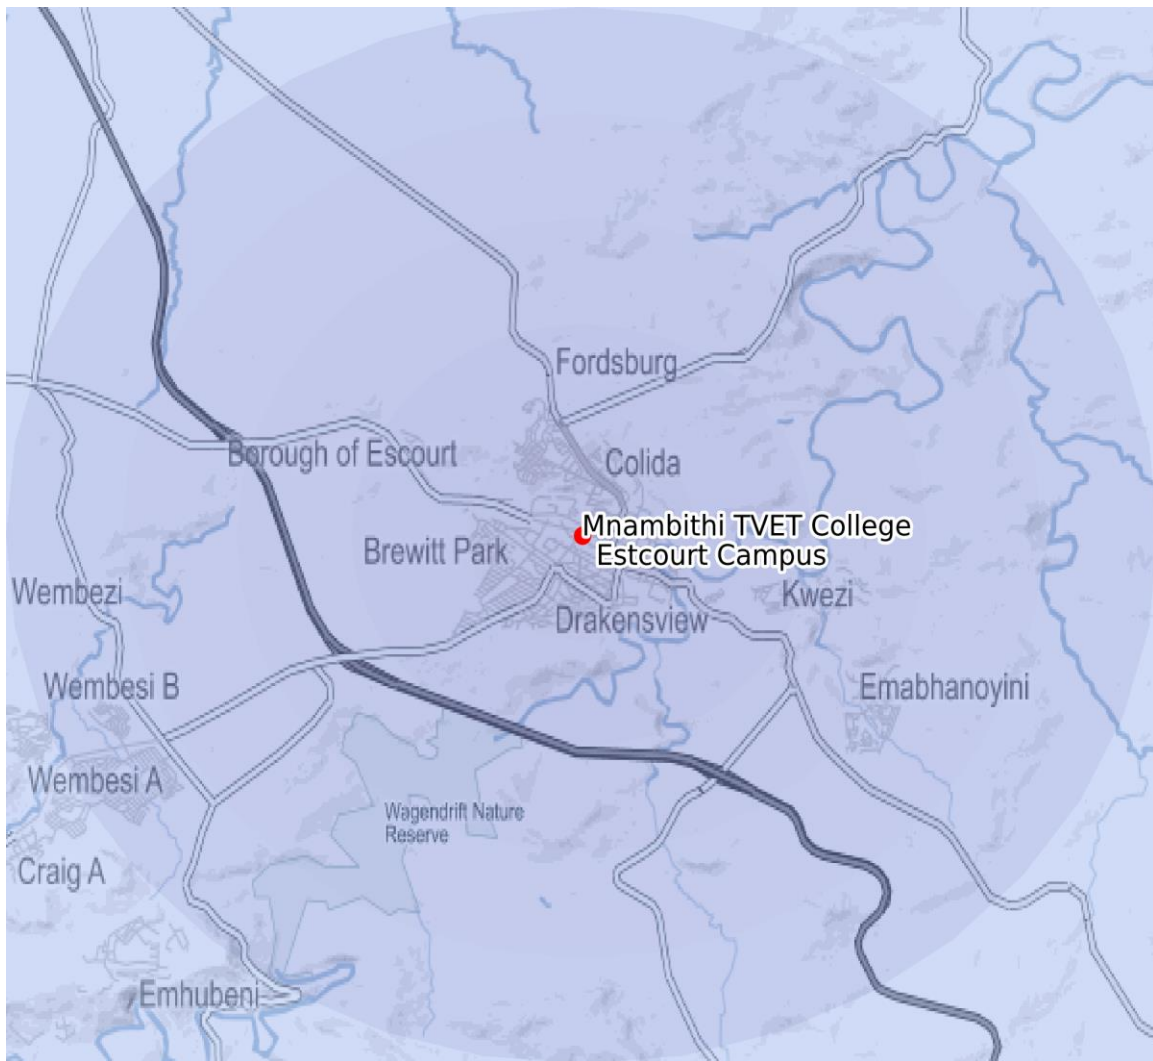 Fordsburg
Borough of Escourt
Colida
Mnambithi TVET College
Estcourt Campus
Brewitt Park
Wembezi
Kwezi
Drakensview
Wembesi B
Emabhanoyini
Wembesi A
Wagendrift Nature
Reserve
Craig A
Emhubeni